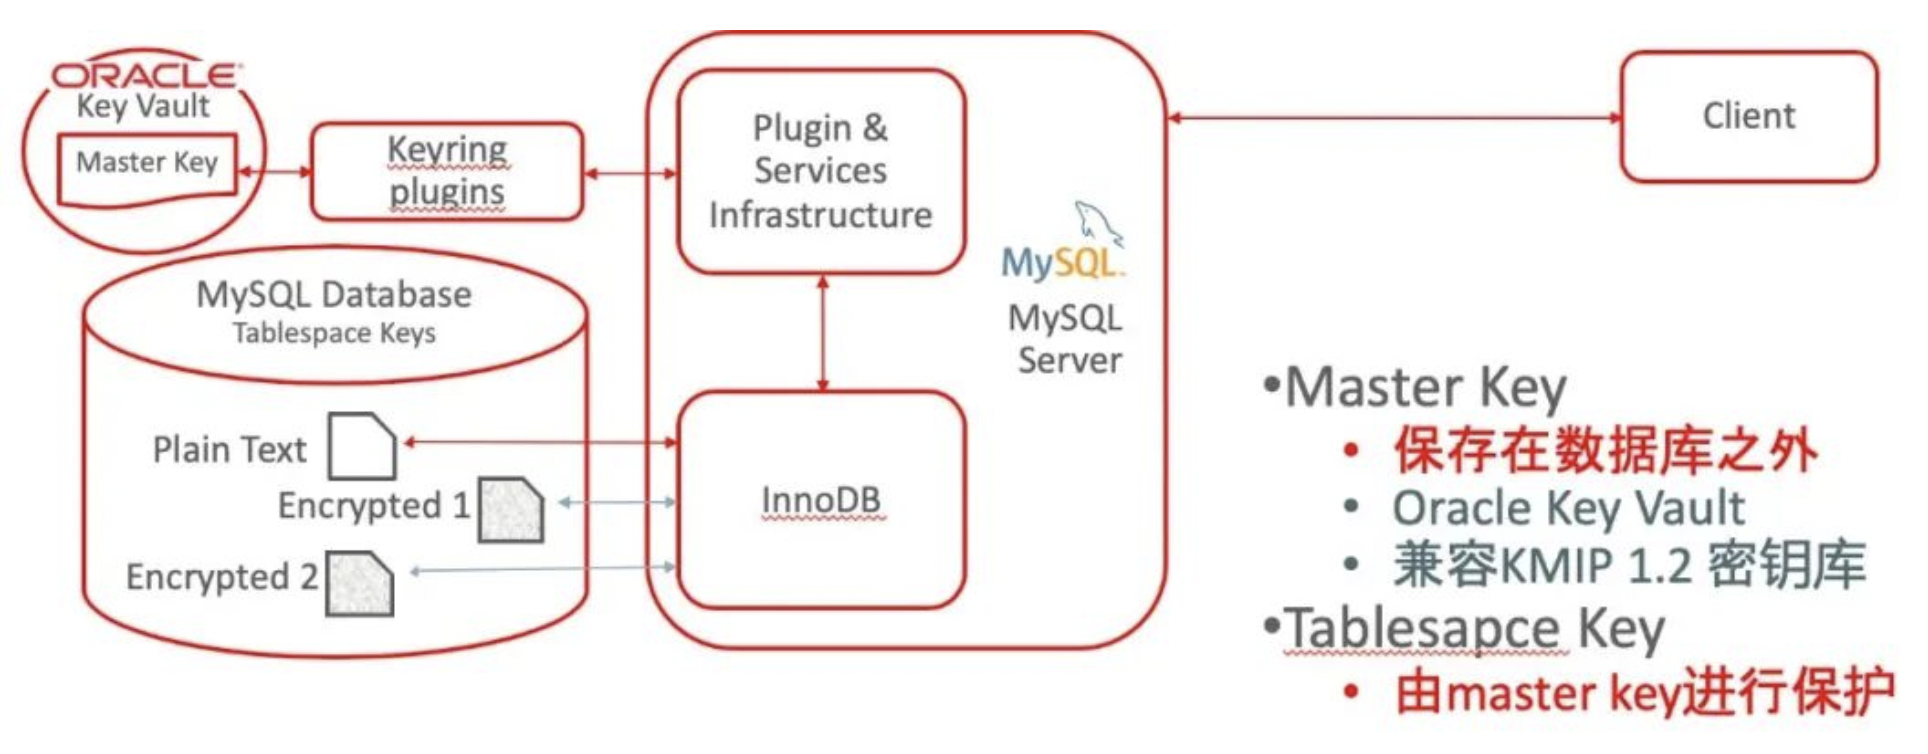 ORACLE
Key Vault
Master Key
Keyring
plugins
Plugin &
Services
Infrastructure
Client
MySQL
MySQL
Server
MySQL Database
Tablespace Keys
Plain Text
Encrypted 1
Encrypted 2
InnoDB
•Master Key
• 保存在数据库之外
• Oracle Key Vault
• 兼容KMIP 1.2 密钥库
•Tablesapce Key
• 由master key进行保护